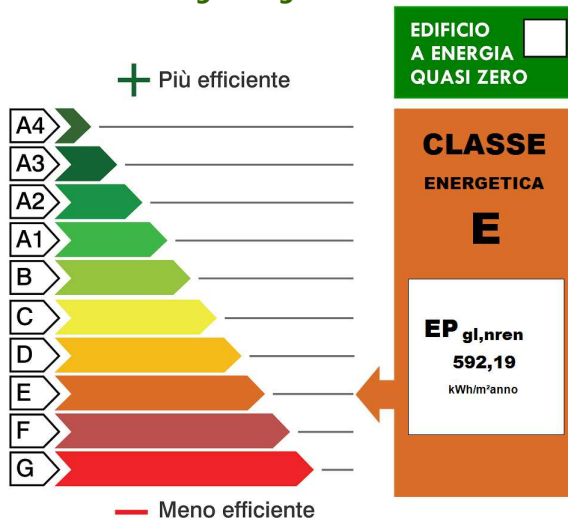 EDIFICIO
A ENERGIA
QUASI ZERO
Più efficiente
A4
A3
A2
A1
B
C
D
E
F
G
Meno efficiente
CLASSE
ENERGETICA
E
EP gl,nren
592,19
kWh/m²anno